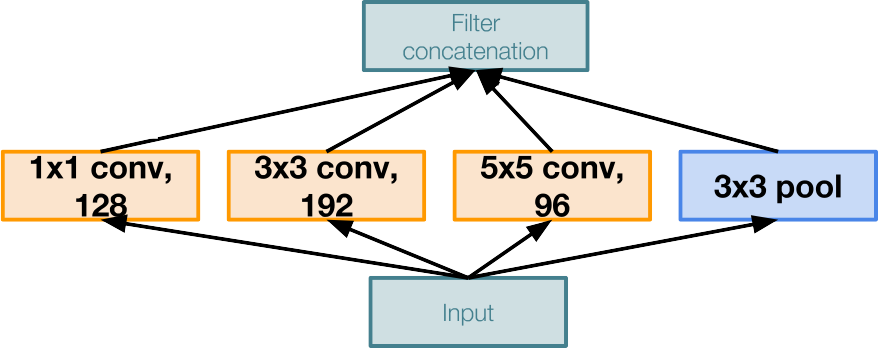 Filter
concatenation
1x1 conv,
128
3x3 conv,
192
5x5 conv,
96
3x3 pool
Input